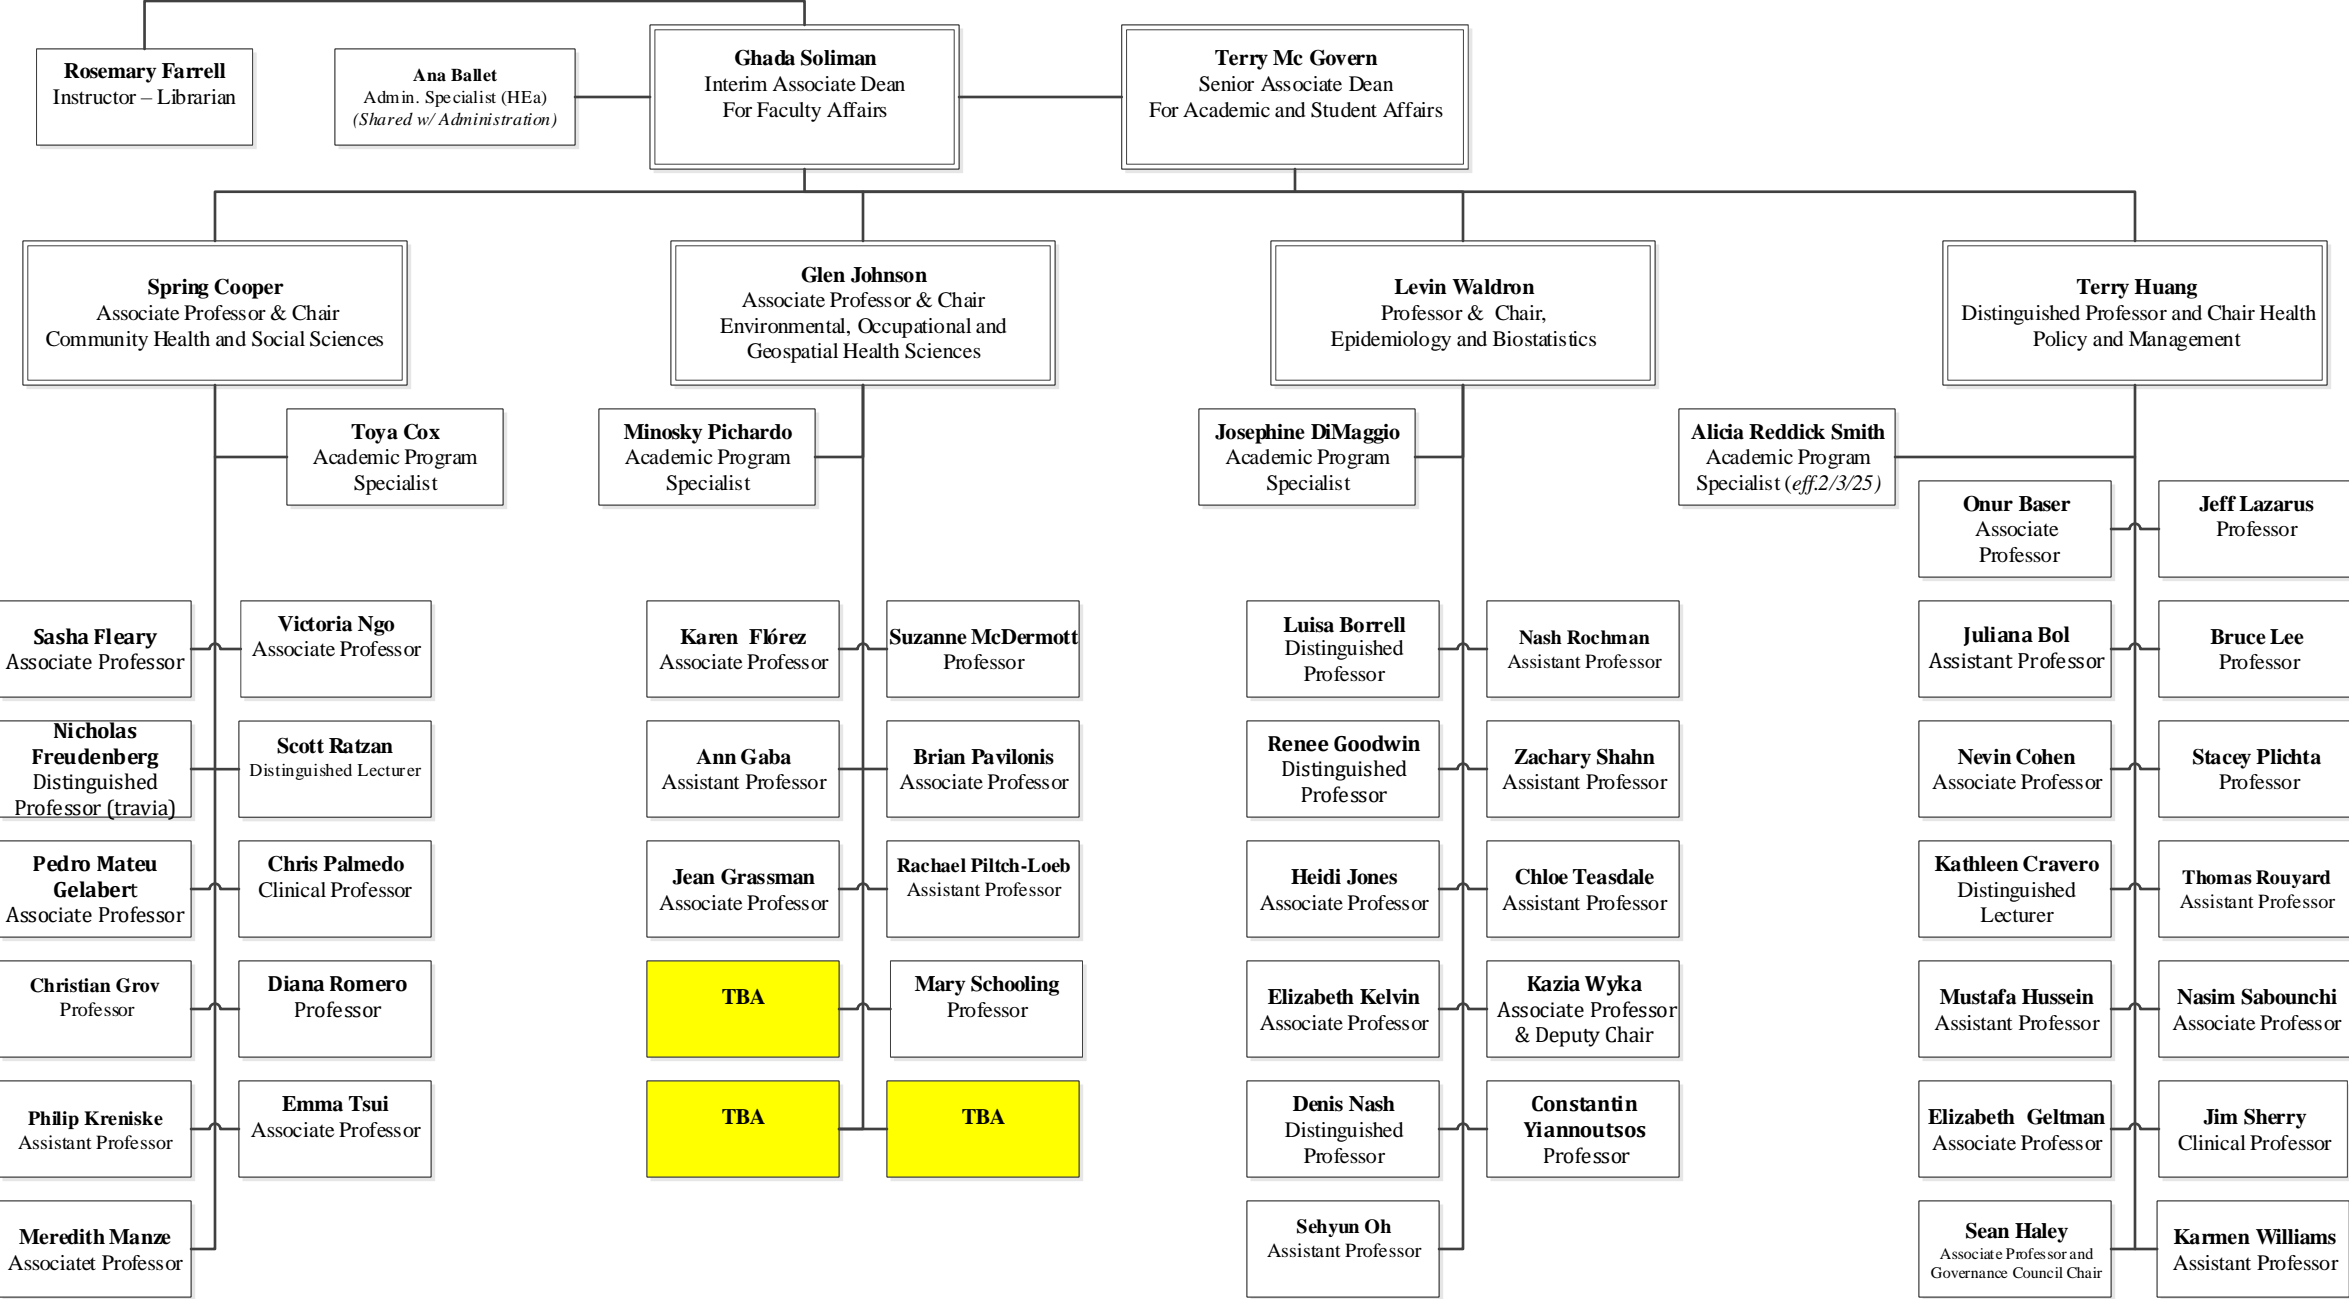 Rosemary Farrell
Instructor – Librarian
Ana Ballet
Admin. Specialist (HEa)
(Shared w/ Administration)
Ghada Soliman
Interim Associate Dean
For Faculty Affairs
Terry Mc Govern
Senior Associate Dean
For Academic and Student Affairs
Spring Cooper
Associate Professor & Chair
Community Health and Social Sciences
Glen Johnson
Associate Professor & Chair
Environmental, Occupational and
Geospatial Health Sciences
Levin Waldron
Professor & Chair,
Epidemiology and Biostatistics
Terry Huang
Distinguished Professor and Chair Health
Policy and Management
Toya Cox
Academic Program
Specialist
Minosky Pichardo
Academic Program
Specialist
Josephine DiMaggio
Academic Program
Specialist
Alicia Reddick Smith
Academic Program
Specialist (eff.2/3/25)
Onur Baser
Associate
Professor
Jeff Lazarus
Professor
Sasha Fleary
Associate Professor
Victoria Ngo
Associate Professor
Karen Flórez
Associate Professor
Suzanne McDermott
Professor
Luisa Borrell
Distinguished
Professor
Nash Rochman
Assistant Professor
Juliana Bol
Assistant Professor
Bruce Lee
Professor
Nicholas
Freudenberg
Distinguished
Professor (travia)
Scott Ratzan
Distinguished Lecturer
Ann Gaba
Assistant Professor
Brian Pavilonis
Associate Professor
Renee Goodwin
Distinguished
Professor
Zachary Shahn
Assistant Professor
Nevin Cohen
Associate Professor
Stacey Plichta
Professor
Pedro Mateu
Gelabert
Associate Professor
Chris Palmedo
Clinical Professor
Jean Grassman
Associate Professor
Rachael Piltch-Loeb
Assistant Professor
Heidi Jones
Associate Professor
Chloe Teasdale
Assistant Professor
Kathleen Cravero
Distinguished
Lecturer
Thomas Rouyard
Assistant Professor
Christian Grov
Professor
Diana Romero
Professor
TBA
Mary Schooling
Professor
Elizabeth Kelvin
Associate Professor
Kazia Wyka
Associate Professor
& Deputy Chair
Mustafa Hussein
Assistant Professor
Nasim Sabounchi
Associate Professor
Philip Kreniske
Assistant Professor
Emma Tsui
Associate Professor
TBA
TBA
Denis Nash
Distinguished
Professor
Constantin
Yiannoutsos
Professor
Elizabeth Geltman
Associate Professor
Jim Sherry
Clinical Professor
Meredith Manze
Associatet Professor
Sehyun Oh
Assistant Professor
Sean Haley
Associate Professor and
Governance Council Chair
Karmen Williams
Assistant Professor